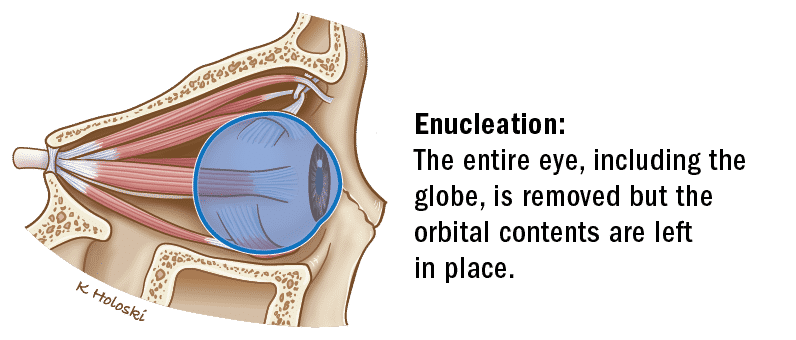 Enucleation:
The entire eye, including the
globe, is removed but the
orbital contents are left
in place.
K Holoski